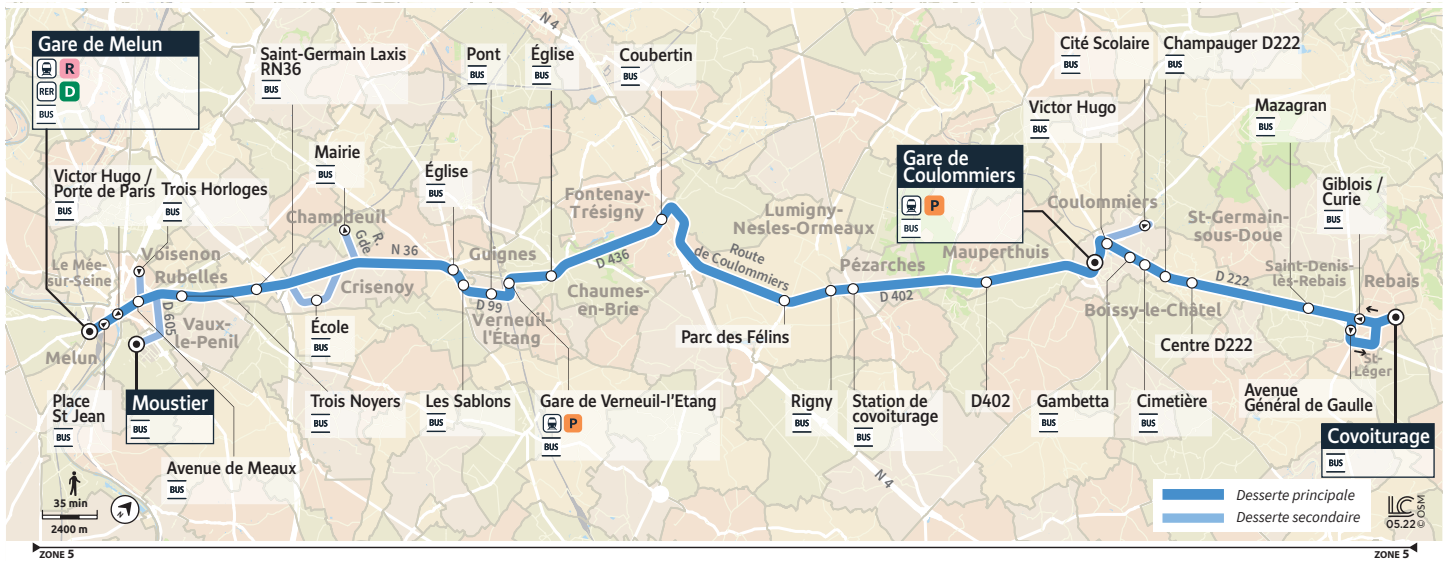 Gare de Melun
R
RER D
BUS
Saint-Germain Laxis
RN36
BUS
Pont
BUS
Église
BUS
Coubertin
BUS
Cité Scolaire
BUS
Champauger D222
BUS
Victor Hugo
BUS
Mazagran
BUS
Mairie
BUS
Église
BUS
Gare de
Coulommiers
P
BUS
Giblois /
Curie
BUS
Victor Hugo /
Porte de Paris
BUS
Trois Horloges
BUS
N 4
Le Mée-
sur-Seine
Voisenon
Rubelles
Champdeuil
R.
Gde
N 36
Crisenoy
Guignes
Fontenay-
Trésigny
D 436
Chaumes-
en-Brie
D 99
Verneuil-
l'Étang
Lumigny-
Nesles-Ormeaux
Route
de Coulommiers
Pézarches
D 402
Mauperthuis
Coulommiers
St-Germain-
sous-Doue
D 222
Boissy-le-Châtel
Saint-Denis-
lès-Rebais
Rebais
St-
Léger
Melun
Vaux-
le-Penil
D 605
École
BUS
Parc des Félins
Centre D222
Place
St Jean
BUS
Moustier
BUS
Avenue de Meaux
BUS
Trois Noyers
BUS
Les Sablons
BUS
Gare de Verneuil-l'Etang
P
BUS
Rigny
BUS
Station de
covoiturage
BUS
D402
Gambetta
BUS
Cimetière
BUS
Avenue
Général de Gaulle
Covoiturage
BUS
N 4
35 min
2400 m
N
Desserte principale
Desserte secondaire
LC
05.22 © OSM
ZONE 5
ZONE 5